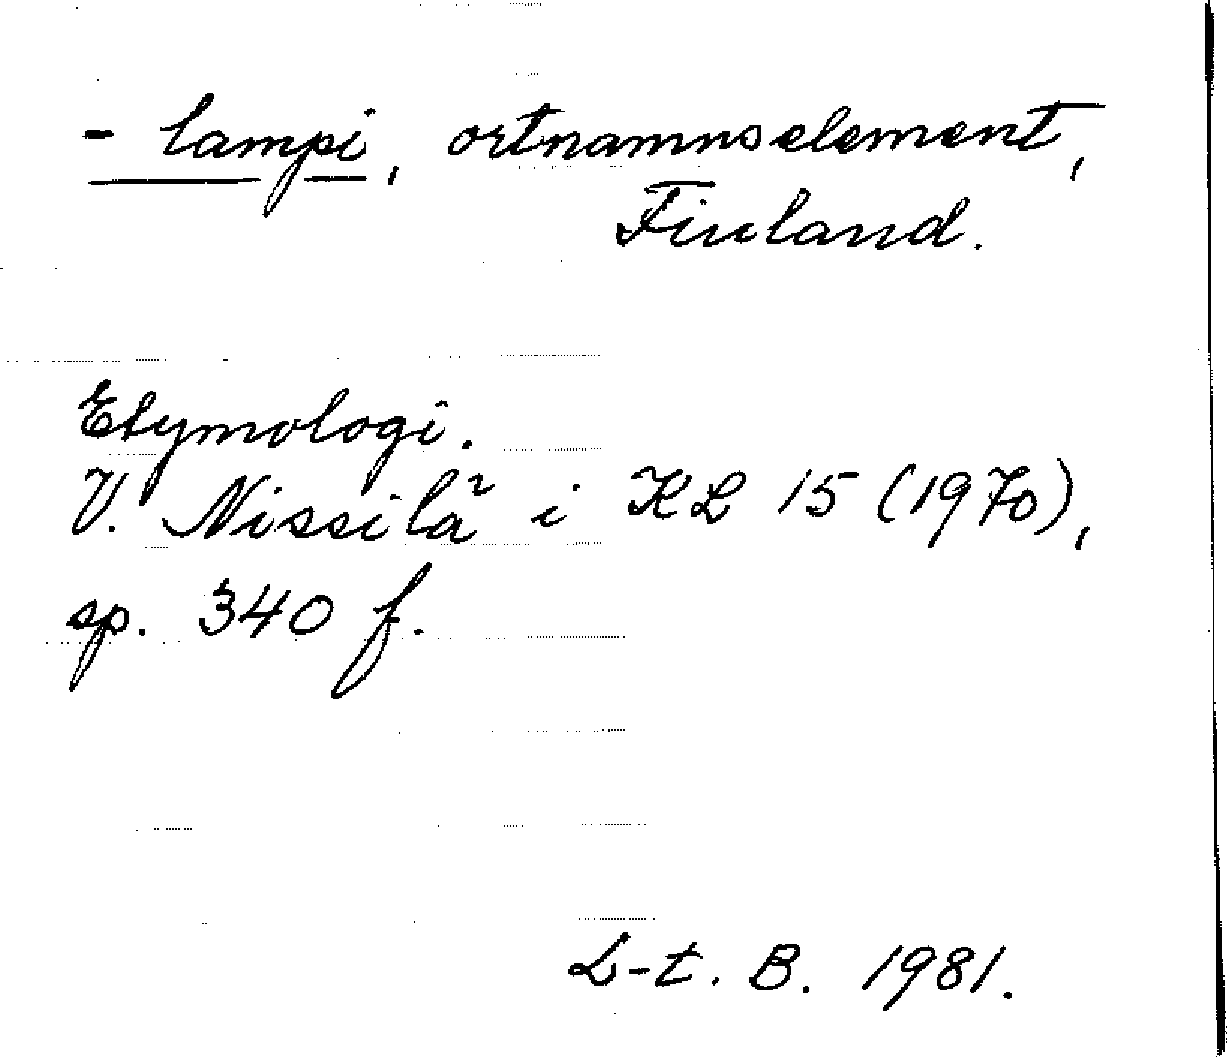 - lampi, ortnamnselement,
Finland.
Etymologi.
V. Nissilä i KL 15 (1970),
sp. 340 f.
L-t. B. 1981.